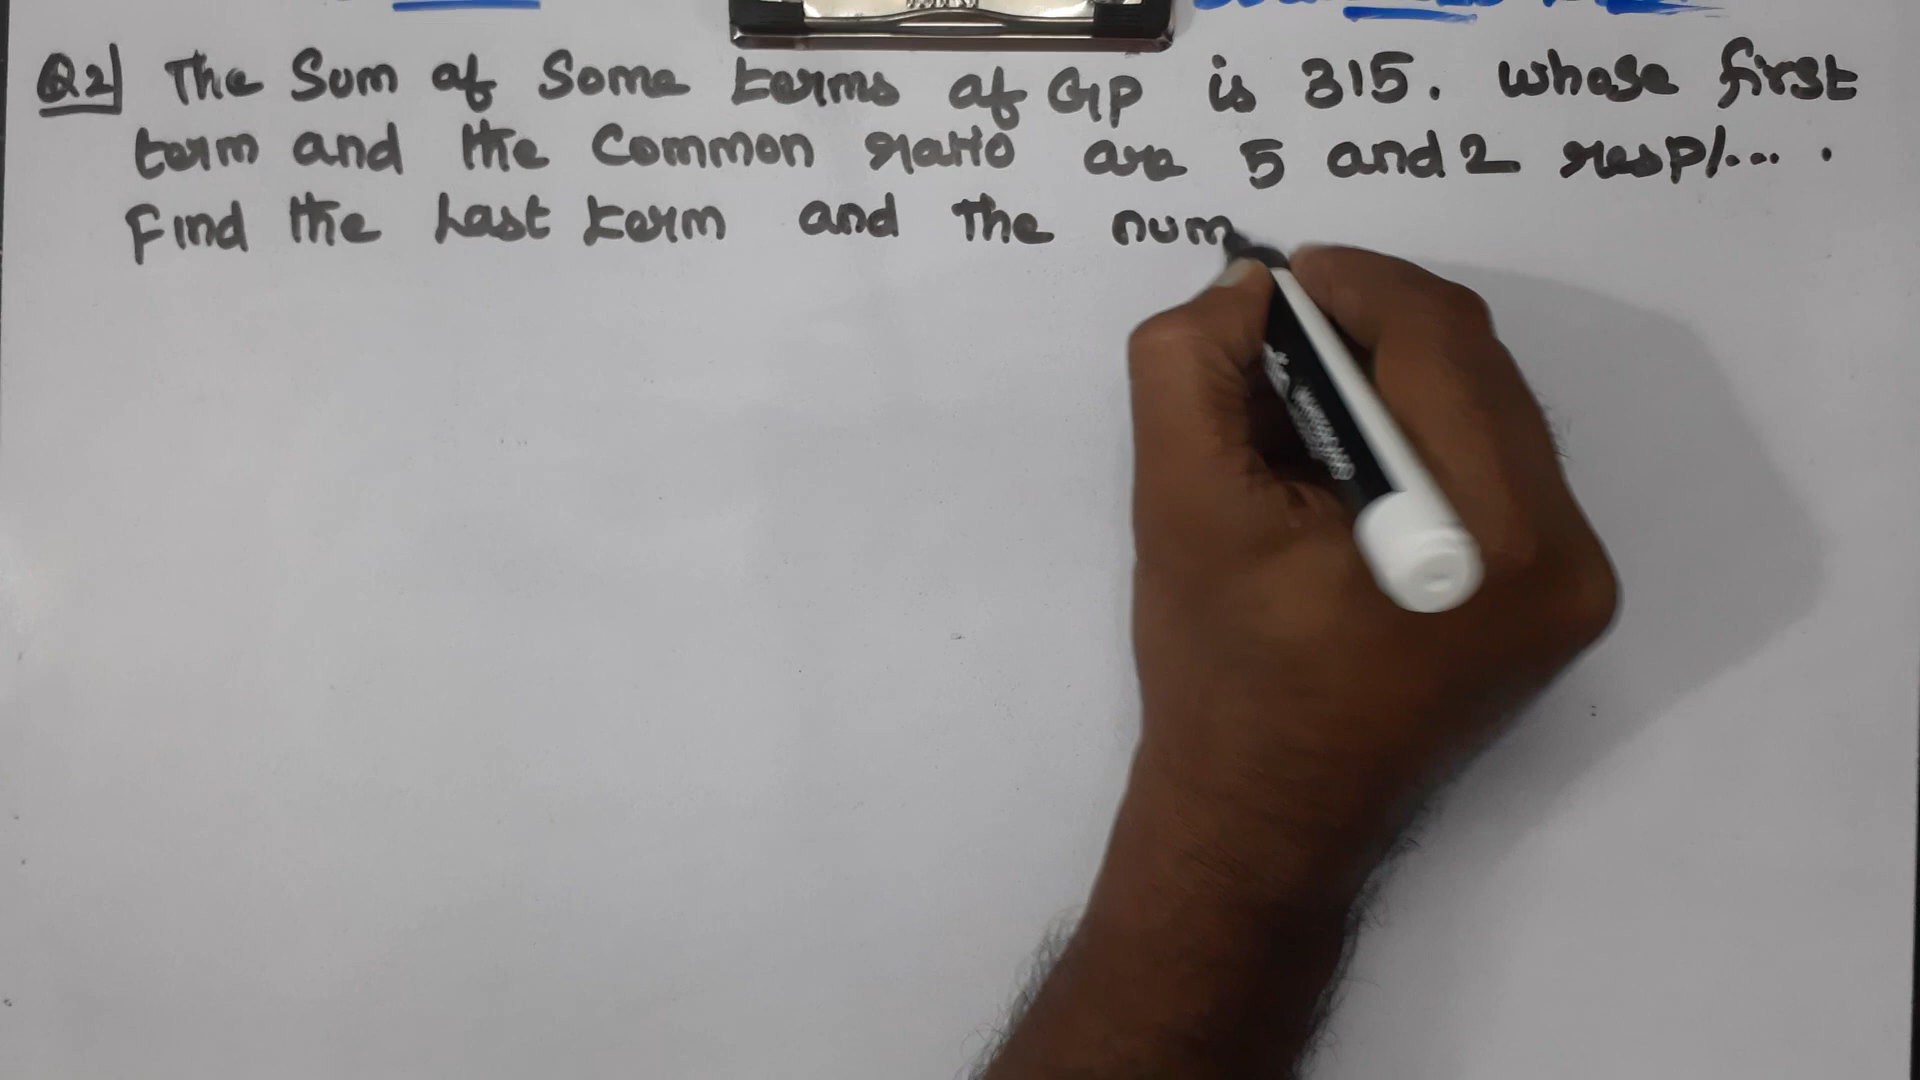 Q2] The Sum of Some terms of GP is 315. whose first
term and the Common ratio are 5 and 2 resp/... .
Find the Last term and the num